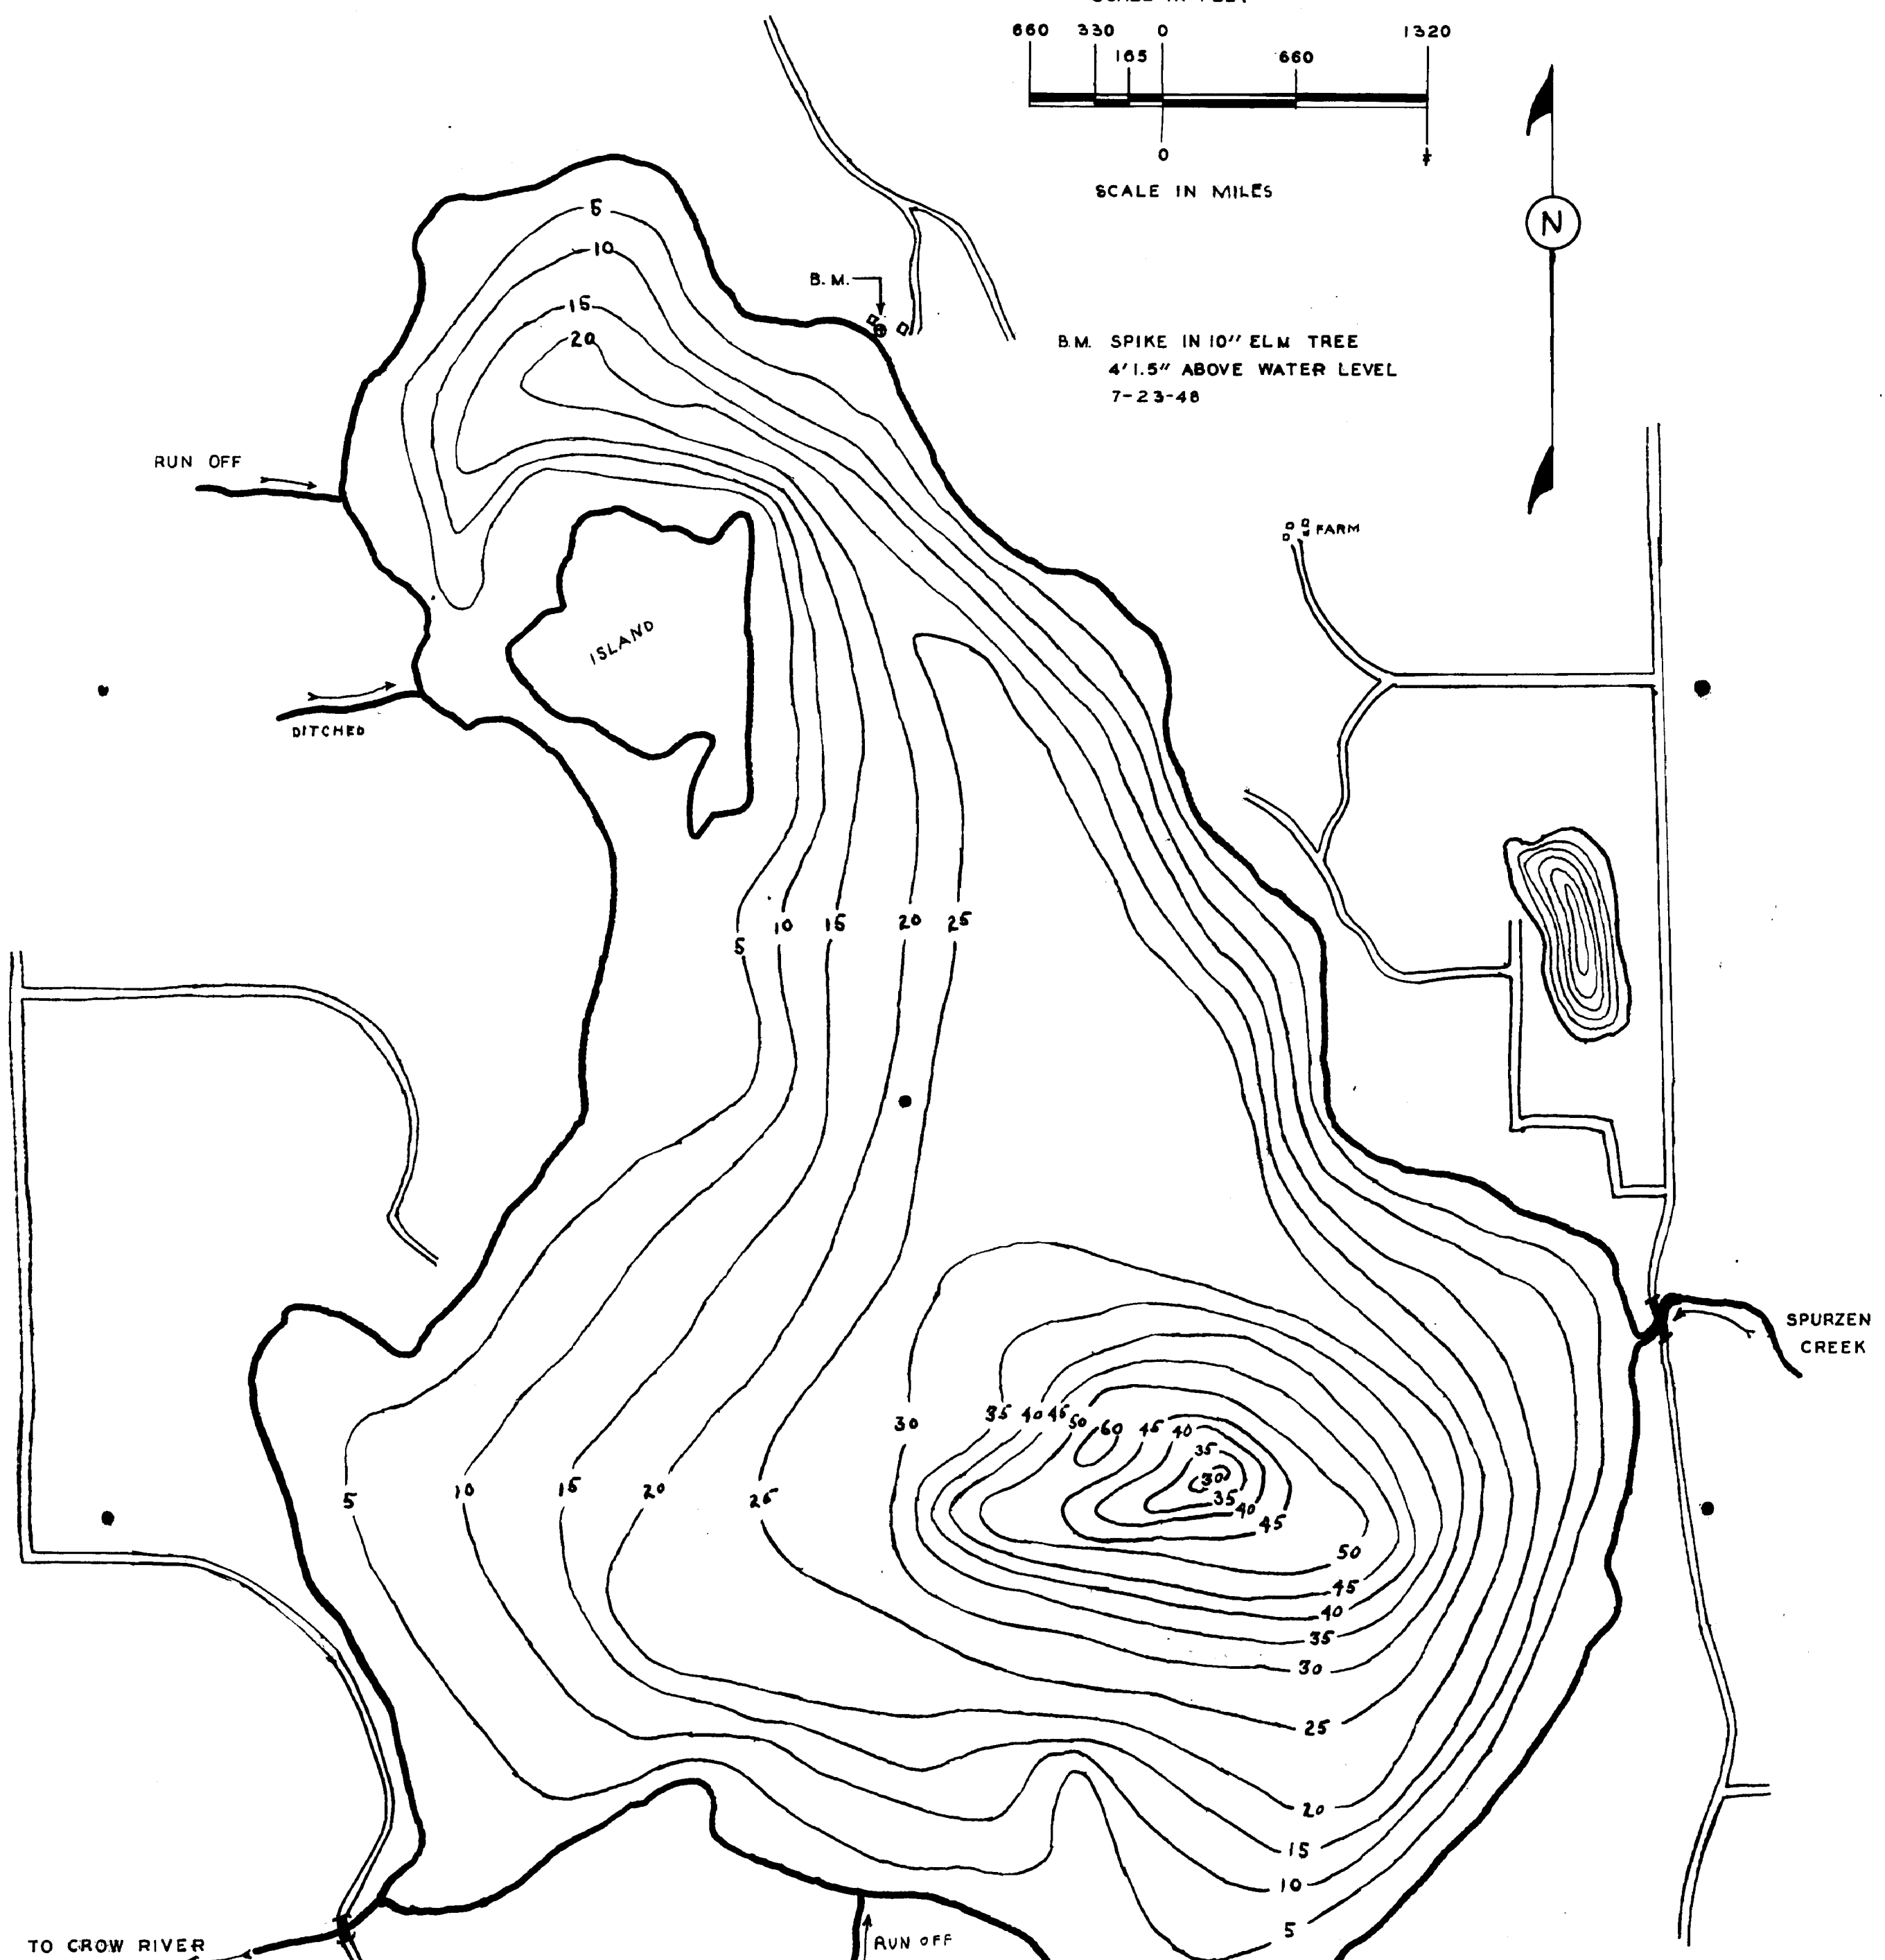 660 330 0 1320
165 660
0
SCALE IN MILES
N
5
10
15
20
B.M.
B.M. SPIKE IN 10" ELM TREE
4' 1.5" ABOVE WATER LEVEL
7-23-48
RUN OFF
FARM
ISLAND
DITCHED
5 10 15 20 25
SPURZEN
CREEK
5 10 15 20 25
30 35 40 45 50 60 45 40
35
30
35
40
45
50
45
40
35
30
25
20
15
10
5
TO CROW RIVER
RUN OFF